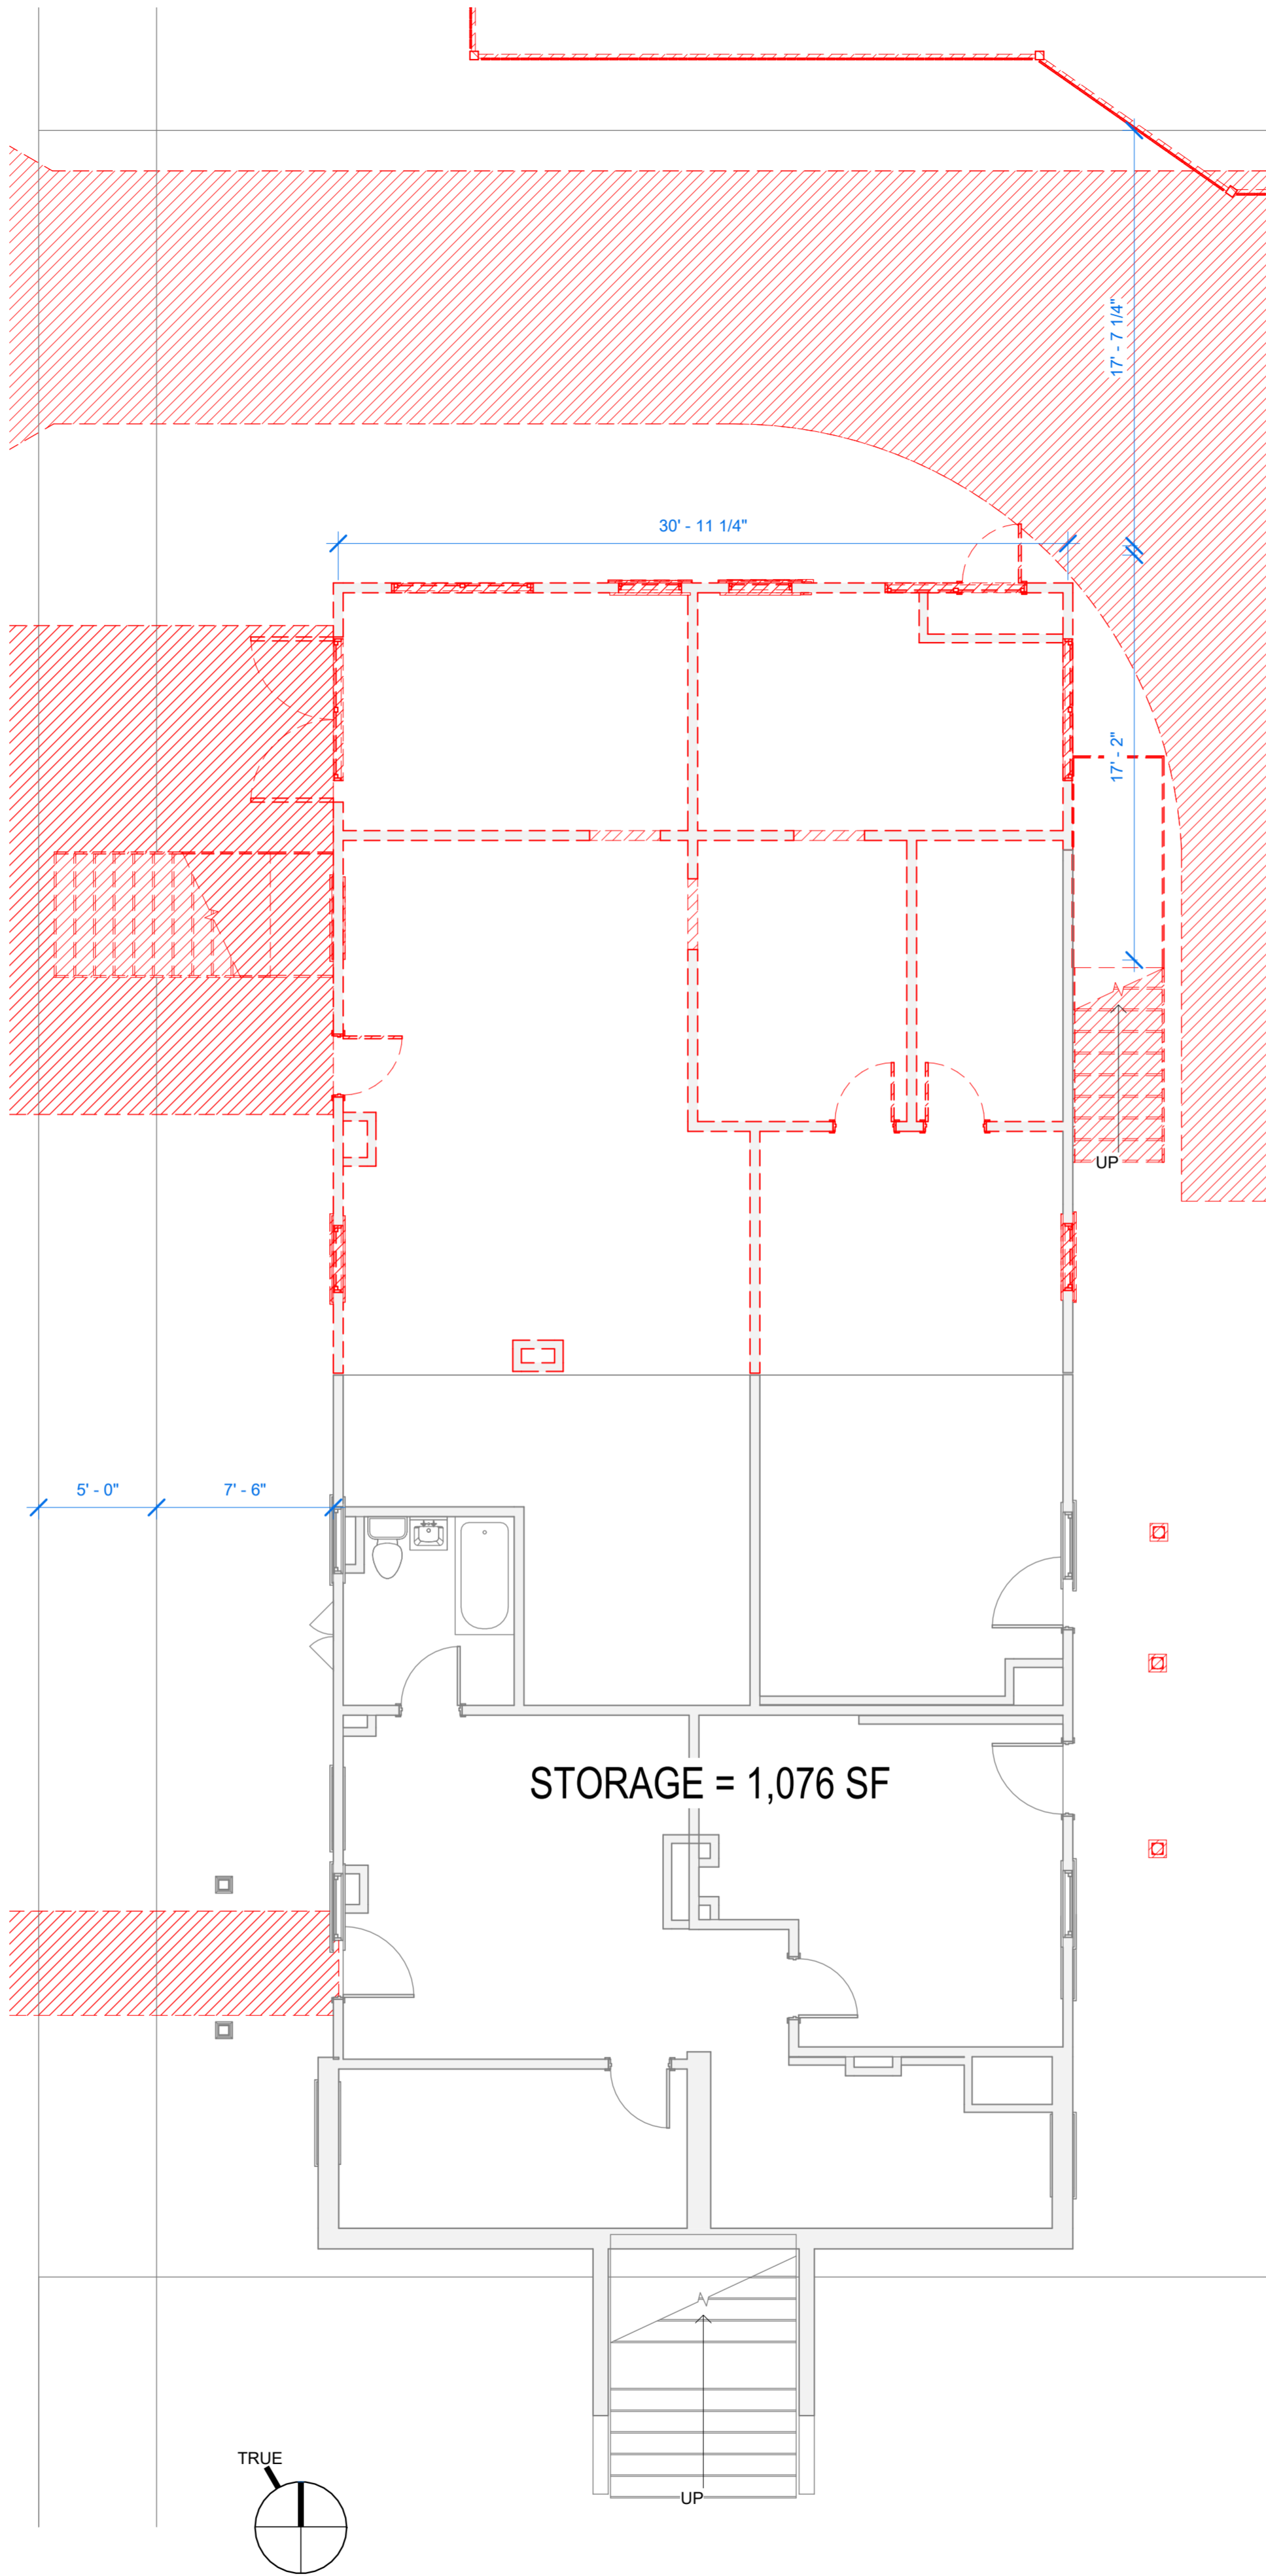 17' - 7 1/4"
30' - 11 1/4"
17' - 2"
UP
5' - 0"
7' - 6"
STORAGE = 1,076 SF
TRUE
UP